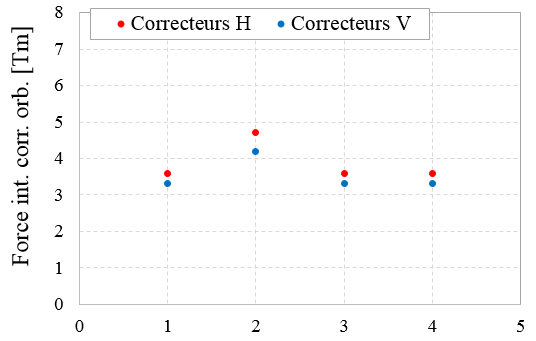 Correcteurs H
Correcteurs V
Force int. corr. orb. [Tm]
8
7
6
5
4
3
2
1
0
0 1 2 3 4 5